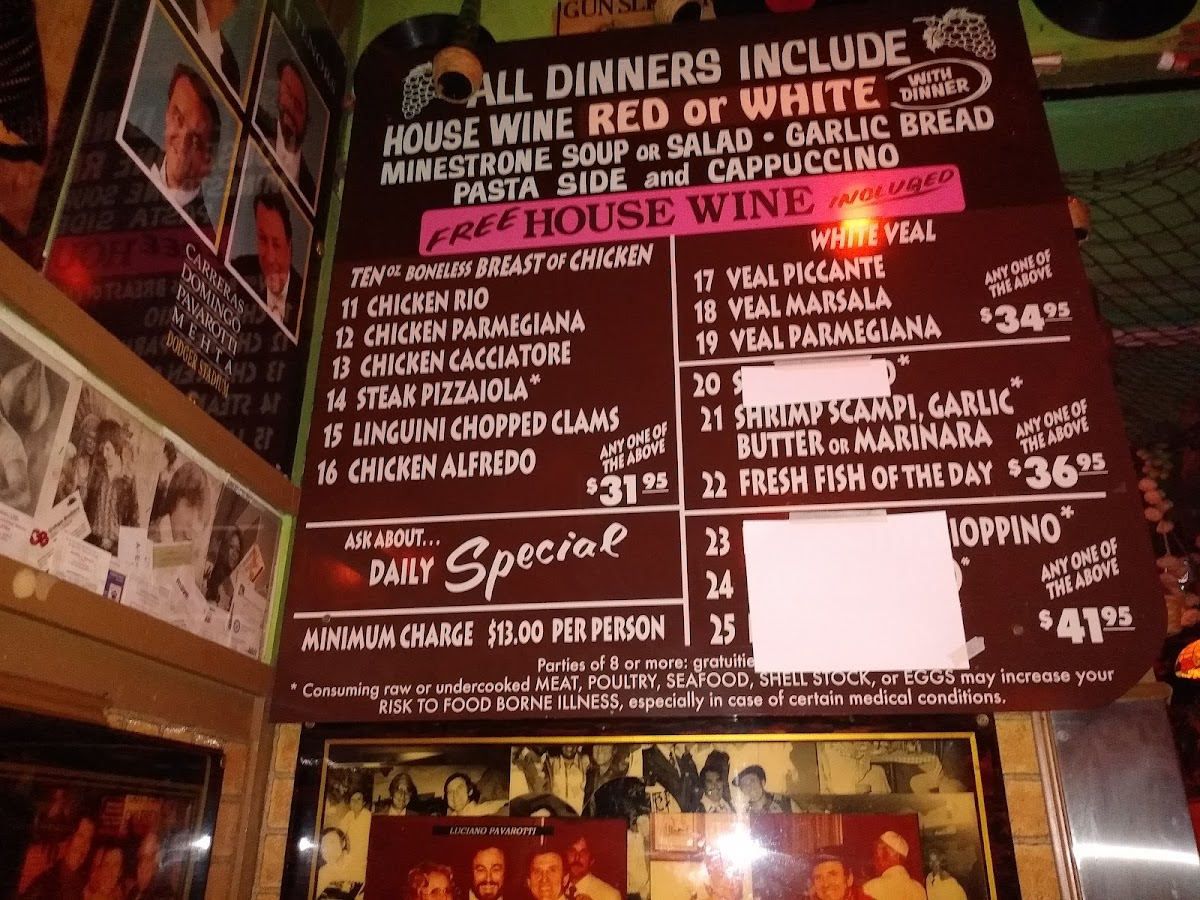 GUNSL
ALL DINNERS INCLUDE
HOUSE WINE RED or WHITE WITH DINNER
MINESTRONE SOUP OR SALAD • GARLIC BREAD
PASTA SIDE and CAPPUCCINO
FREE HOUSE WINE INCLUDED
TEN OZ BONELESS BREAST OF CHICKEN
11 CHICKEN RIO
12 CHICKEN PARMEGIANA
13 CHICKEN CACCIATORE
14 STEAK PIZZAIOLA*
15 LINGUINI CHOPPED CLAMS
16 CHICKEN ALFREDO
ANY ONE OF
THE ABOVE
$31.95
ASK ABOUT...
DAILY Special
MINIMUM CHARGE $13.00 PER PERSON
WHITE VEAL
17 VEAL PICCANTE
18 VEAL MARSALA
19 VEAL PARMEGIANA
ANY ONE OF
THE ABOVE
$34.95
20 S O*
21 SHRIMP SCAMPI, GARLIC*
BUTTER OR MARINARA
22 FRESH FISH OF THE DAY
ANY ONE OF
THE ABOVE
$36.95
23 IOPPINO*
24 *
25
ANY ONE OF
THE ABOVE
$41.95
Parties of 8 or more: gratuitie
* Consuming raw or undercooked MEAT, POULTRY, SEAFOOD, SHELL STOCK, or EGGS may increase your
RISK TO FOOD BORNE ILLNESS, especially in case of certain medical conditions.
CARRERAS
DOMINGO
PAVAROTTI
MEHTA
DODGER STADIUM
LUCIANO PAVAROTTI